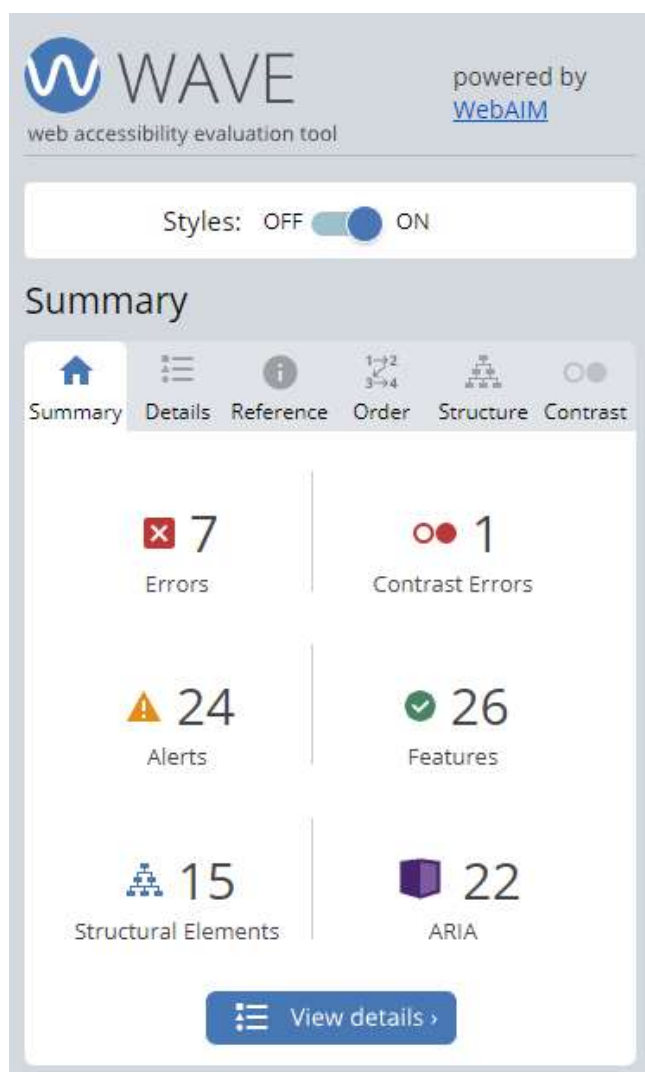 WAVE
powered by
WebAIM
web accessibility evaluation tool
Styles: OFF ON
Summary
1 2
3 4
Summary Details Reference Order Structure Contrast
7 1
Errors Contrast Errors
24 26
Alerts Features
15 22
Structural Elements ARIA
View details ›